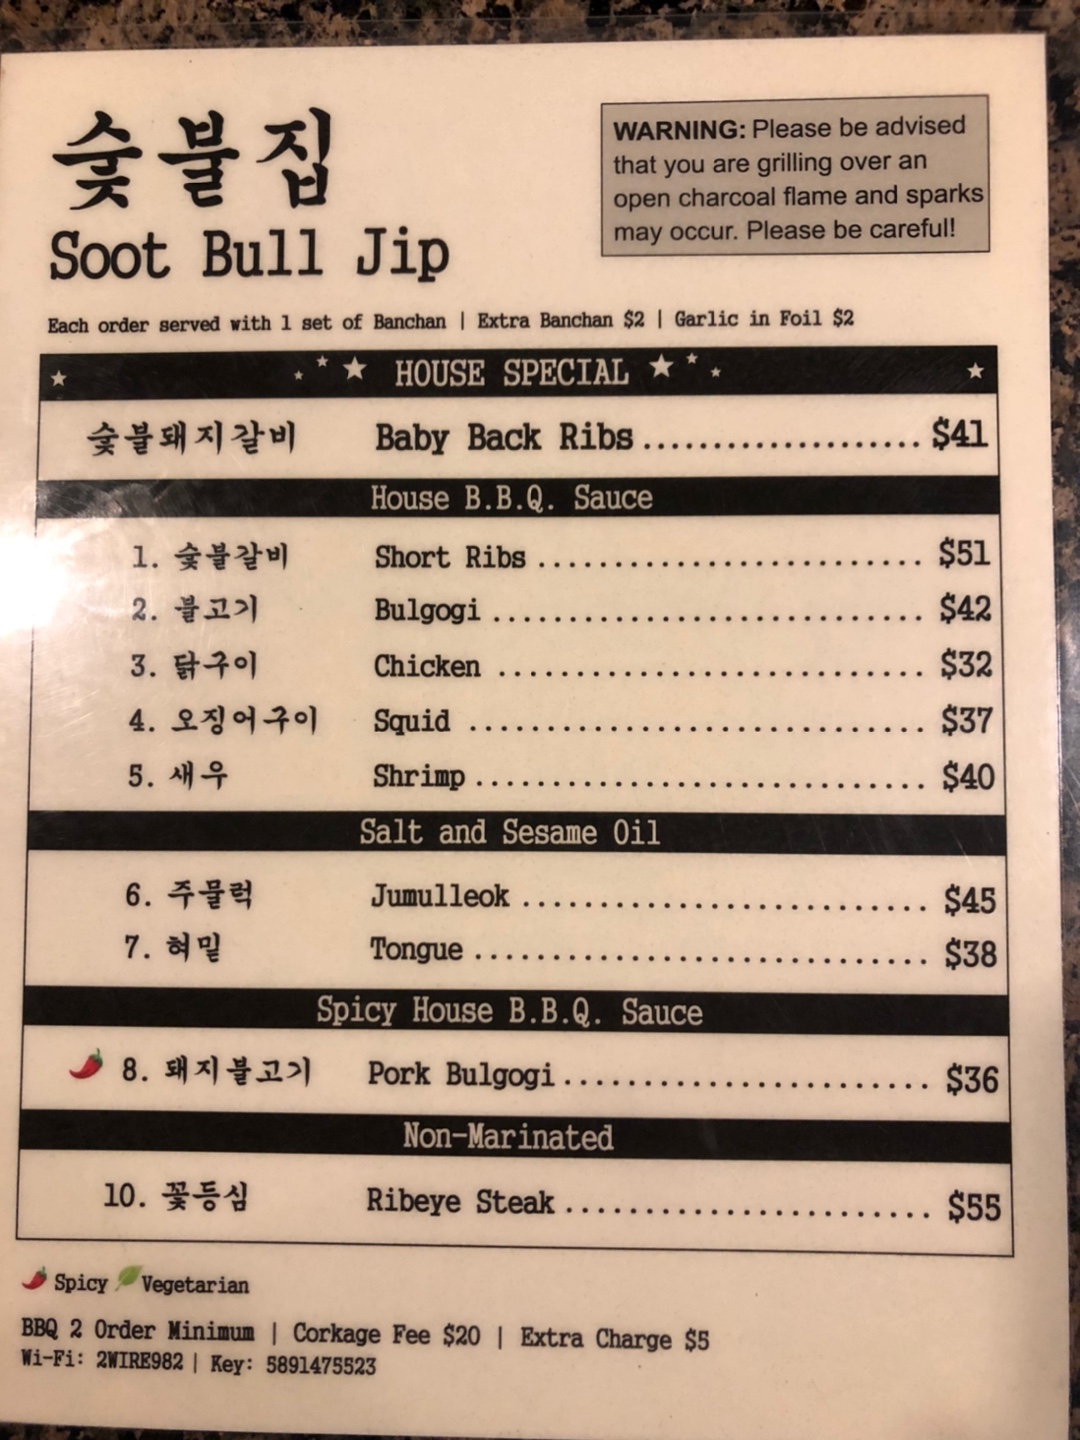 숯불집
Soot Bull Jip
WARNING: Please be advised
that you are grilling over an
open charcoal flame and sparks
may occur. Please be careful!
Each order served with 1 set of Banchan | Extra Banchan $2 | Garlic in Foil $2
HOUSE SPECIAL
숯불돼지갈비 Baby Back Ribs................... $41
House B.B.Q. Sauce
1. 숯불갈비 Short Ribs .......................... $51
2. 불고기 Bulgogi ............................. $42
3. 닭구이 Chicken ............................. $32
4. 오징어구이 Squid ............................... $37
5. 새우 Shrimp .............................. $40
Salt and Sesame Oil
6. 주물럭 Jumulleok ........................... $45
7. 혀밑 Tongue .............................. $38
Spicy House B.B.Q. Sauce
8. 돼지불고기 Pork Bulgogi......................... $36
Non-Marinated
10. 꽃등심 Ribeye Steak ......................... $55
Spicy Vegetarian
BBQ 2 Order Minimum | Corkage Fee $20 | Extra Charge $5
Wi-Fi: 2WIRE982 | Key: 5891475523